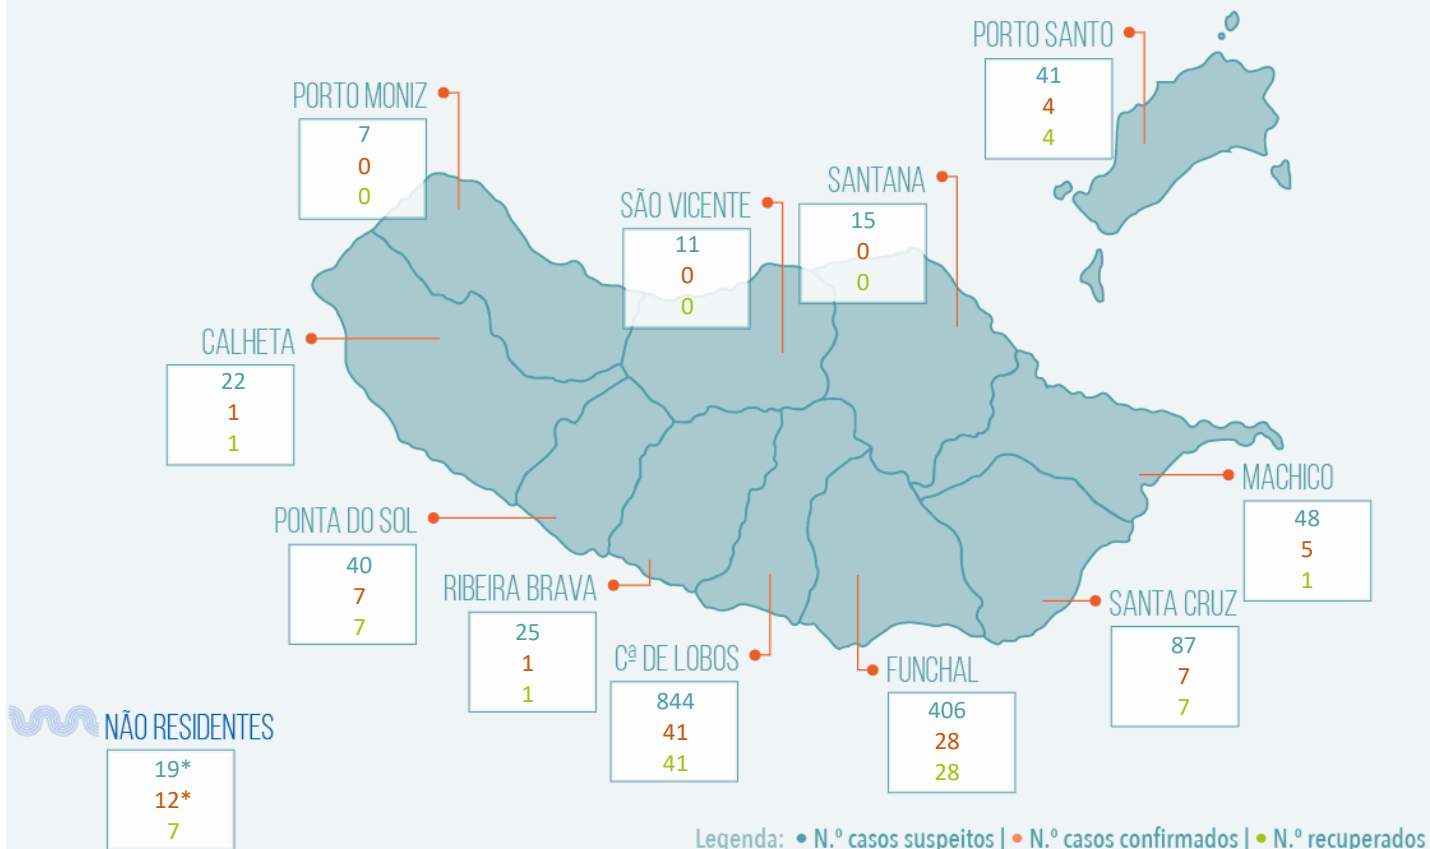 PORTO SANTO
41
4
4
PORTO MONIZ
7
0
0
SANTANA
15
0
0
SÃO VICENTE
11
0
0
CALHETA
22
1
1
MACHICO
48
5
1
PONTA DO SOL
40
7
7
RIBEIRA BRAVA
25
1
1
SANTA CRUZ
87
7
7
Cª DE LOBOS
844
41
41
FUNCHAL
406
28
28
NÃO RESIDENTES
19*
12*
7
Legenda: • N.º casos suspeitos | • N.º casos confirmados | • N.º recuperados